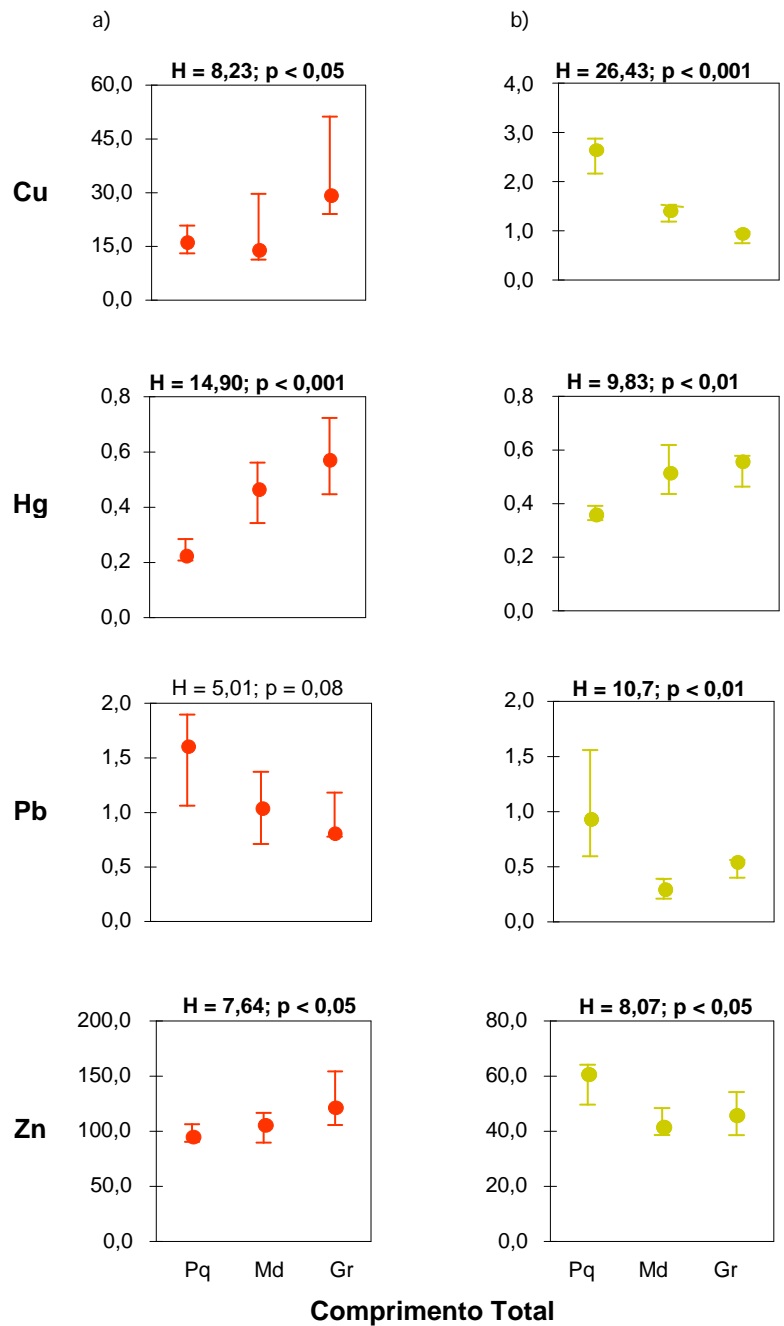 a)
b)
H = 8,23; p < 0,05
H = 26,43; p < 0,001
Cu
60,0
45,0
30,0
15,0
0,0
4,0
3,0
2,0
1,0
0,0
H = 14,90; p < 0,001
H = 9,83; p < 0,01
Hg
0,8
0,6
0,4
0,2
0,0
0,8
0,6
0,4
0,2
0,0
H = 5,01; p = 0,08
H = 10,7; p < 0,01
Pb
2,0
1,5
1,0
0,5
0,0
2,0
1,5
1,0
0,5
0,0
H = 7,64; p < 0,05
H = 8,07; p < 0,05
Zn
200,0
150,0
100,0
50,0
0,0
80,0
60,0
40,0
20,0
0,0
Pq Md Gr
Pq Md Gr
Comprimento Total